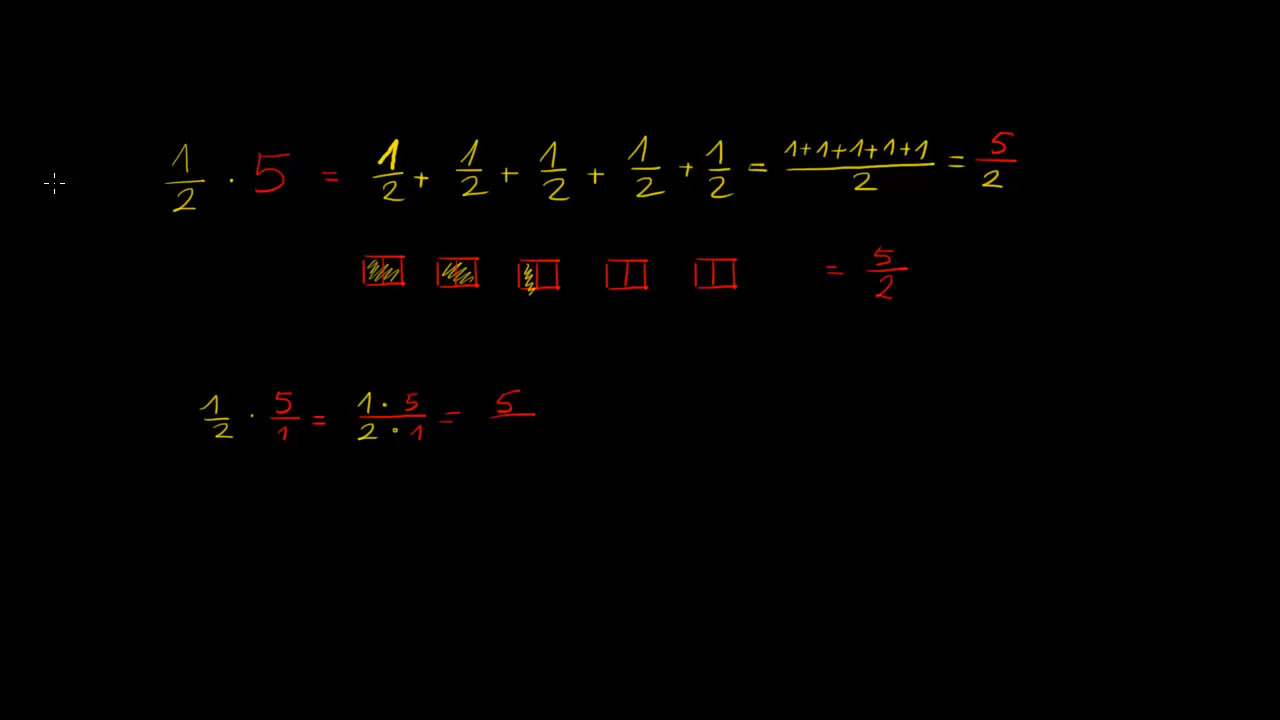 1/2 · 5 = 1/2 + 1/2 + 1/2 + 1/2 + 1/2 = (1+1+1+1+1)/2 = 5/2
= 5/2
1/2 · 5/1 = (1 · 5)/(2 · 1) = 5/